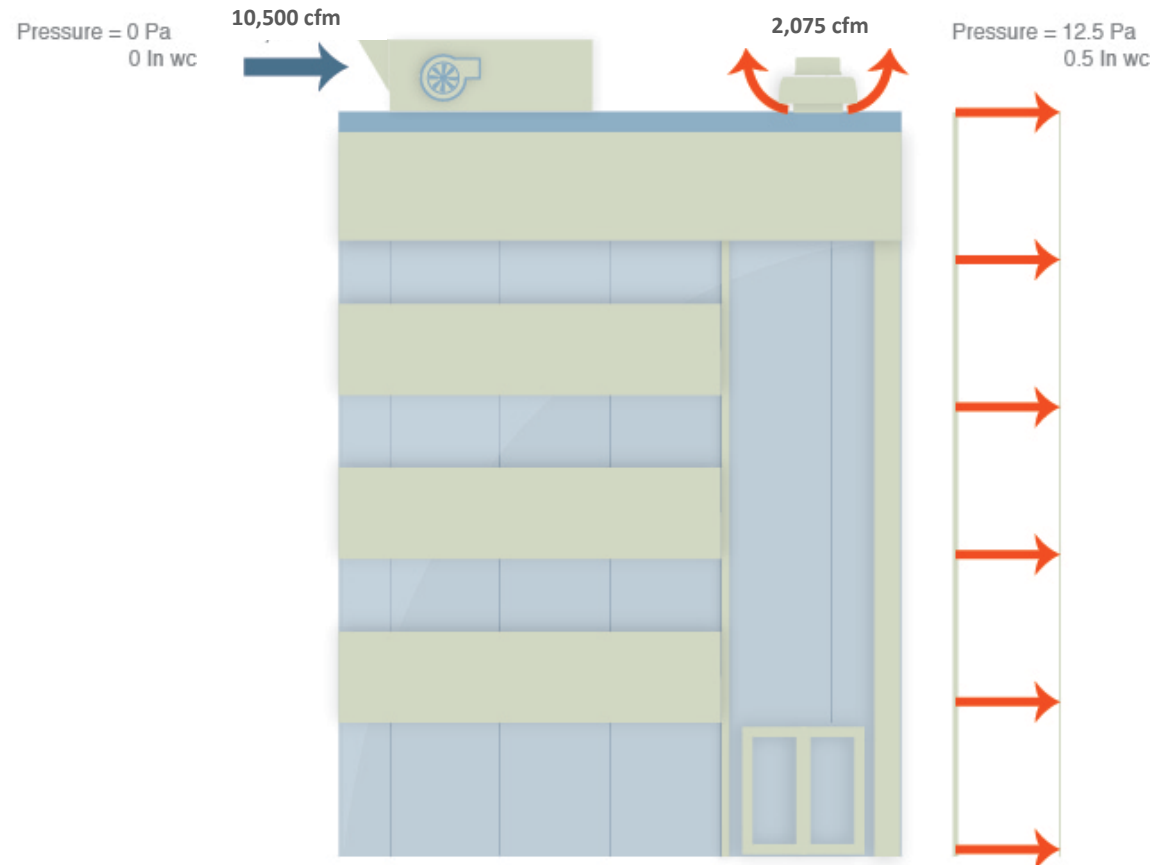 10,500 cfm
2,075 cfm
Pressure = 0 Pa
0 In wc
Pressure = 12.5 Pa
0.5 In wc